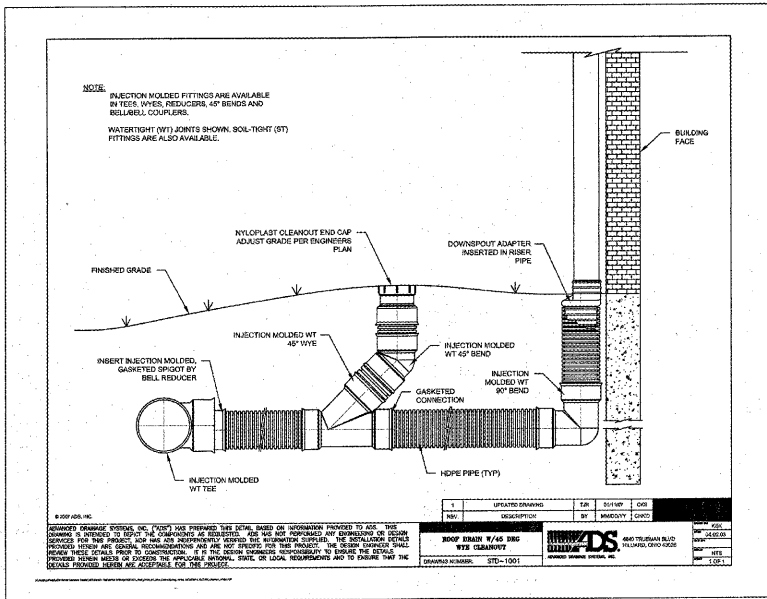 NOTE:
INJECTION MOLDED FITTINGS ARE AVAILABLE
IN TEES, WYES, REDUCERS, 45° BENDS AND
BELL/BELL COUPLERS.
WATERTIGHT (WT) JOINTS SHOWN. SOIL-TIGHT (ST)
FITTINGS ARE ALSO AVAILABLE.
BUILDING
FACE
NYLOPLAST CLEANOUT END CAP
ADJUST GRADE PER ENGINEERS
PLAN
DOWNSPOUT ADAPTER
INSERTED IN RISER
PIPE
FINISHED GRADE
INJECTION MOLDED WT
45° WYE
INJECTION MOLDED
WT 45° BEND
INSERT INJECTION MOLDED,
GASKETED SPIGOT BY
BELL REDUCER
GASKETED
CONNECTION
INJECTION
MOLDED WT
90° BEND
HDPE PIPE (TYP)
INJECTION MOLDED
WT TEE
© 2007 ADS, INC.
1 UPDATED DRAWING TJR CKS
REV. DESCRIPTION BY MM/DD/YY CHK'D
ADVANCED DRAINAGE SYSTEMS, INC. ("ADS") HAS PREPARED THIS DETAIL BASED ON INFORMATION PROVIDED TO ADS. THIS
DRAWING IS INTENDED TO DEPICT THE COMPONENTS AS REQUESTED. ADS HAS NOT PERFORMED ANY ENGINEERING OR DESIGN
SERVICES FOR THIS PROJECT, NOR HAS ADS INDEPENDENTLY VERIFIED THE INFORMATION SUPPLIED. THE INSTALLATION DETAILS
PROVIDED HEREIN ARE GENERAL RECOMMENDATIONS AND ARE NOT SPECIFIC FOR THIS PROJECT. THE DESIGN ENGINEER SHALL
REVIEW THESE DETAILS PRIOR TO CONSTRUCTION. IT IS THE DESIGN ENGINEERS RESPONSIBILITY TO ENSURE THE DETAILS
PROVIDED HEREIN MEETS OR EXCEEDS THE APPLICABLE NATIONAL, STATE, OR LOCAL REQUIREMENTS AND TO ENSURE THAT THE
DETAILS PROVIDED HEREIN ARE ACCEPTABLE FOR THIS PROJECT.
ROOF DRAIN W/45 DEG
WYE CLEANOUT
DRAWING NUMBER: STD-1001
ADS
ADVANCED DRAINAGE SYSTEMS, INC.
4640 TRUEMAN BLVD
HILLIARD, OHIO 43026
NTS
1 OF 1